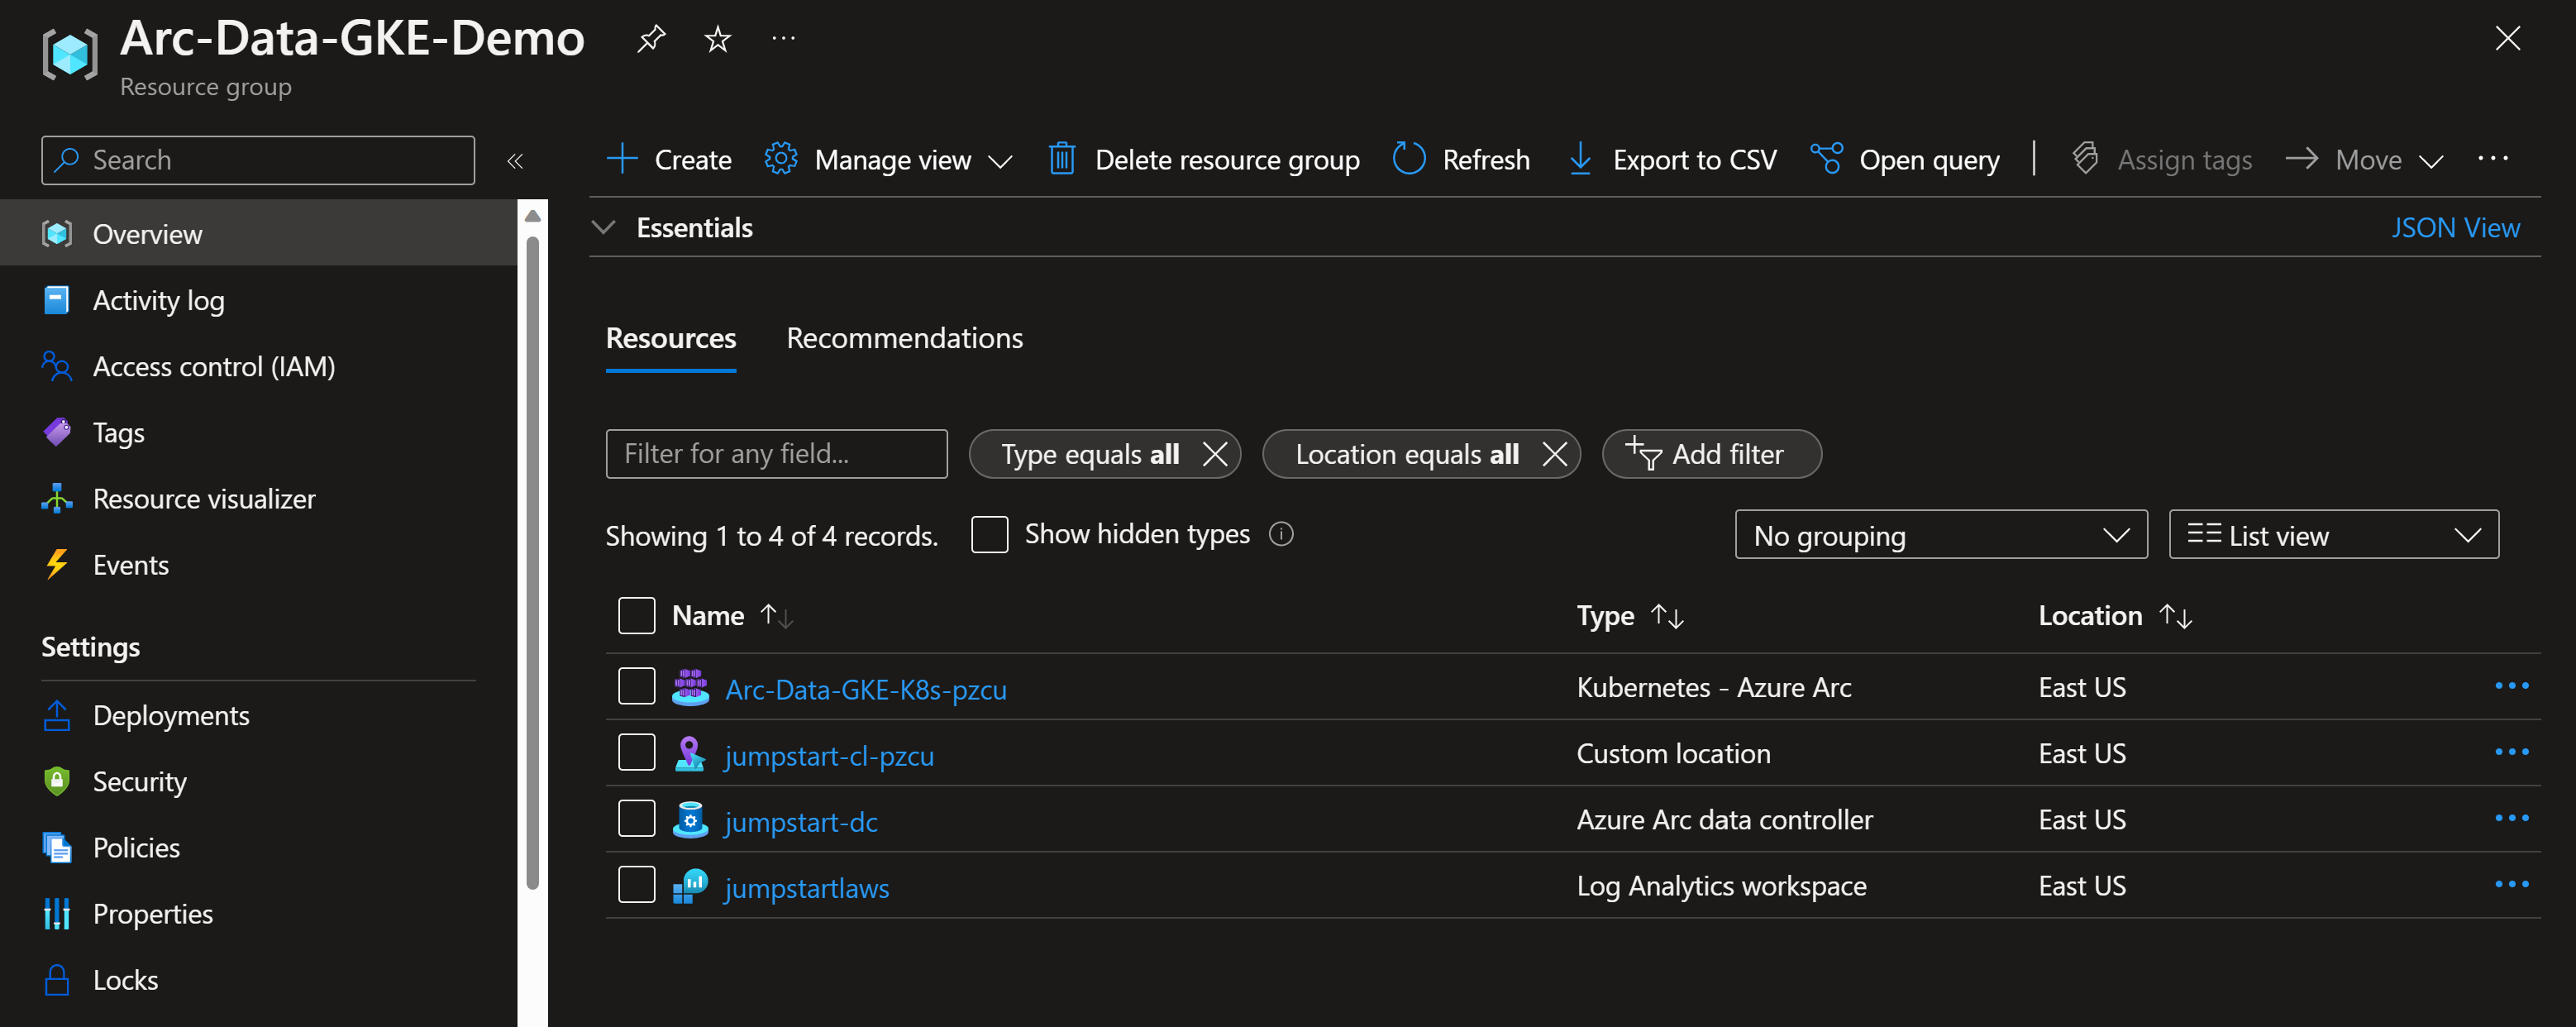 Arc-Data-GKE-Demo
Resource group
Search
Overview
Activity log
Access control (IAM)
Tags
Resource visualizer
Events
Settings
Deployments
Security
Policies
Properties
Locks
Create Manage view Delete resource group Refresh Export to CSV Open query Assign tags Move
Essentials JSON View
Resources Recommendations
Filter for any field... Type equals all Location equals all Add filter
Showing 1 to 4 of 4 records. Show hidden types No grouping List view
Name Type Location
Arc-Data-GKE-K8s-pzcu Kubernetes - Azure Arc East US
jumpstart-cl-pzcu Custom location East US
jumpstart-dc Azure Arc data controller East US
jumpstartlaws Log Analytics workspace East US